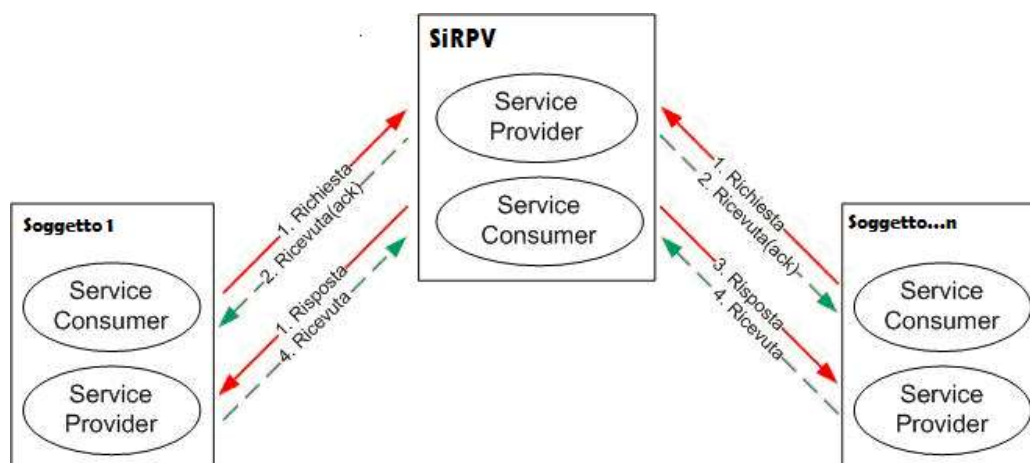 SiRPV
Service
Provider
Service
Consumer
1. Richiesta
2. Ricevuta(ack)
1. Risposta
4. Ricevuta
1. Richiesta
2. Ricevuta(ack)
3. Risposta
4. Ricevuta
Soggetto 1
Service
Consumer
Service
Provider
Soggetto...n
Service
Consumer
Service
Provider